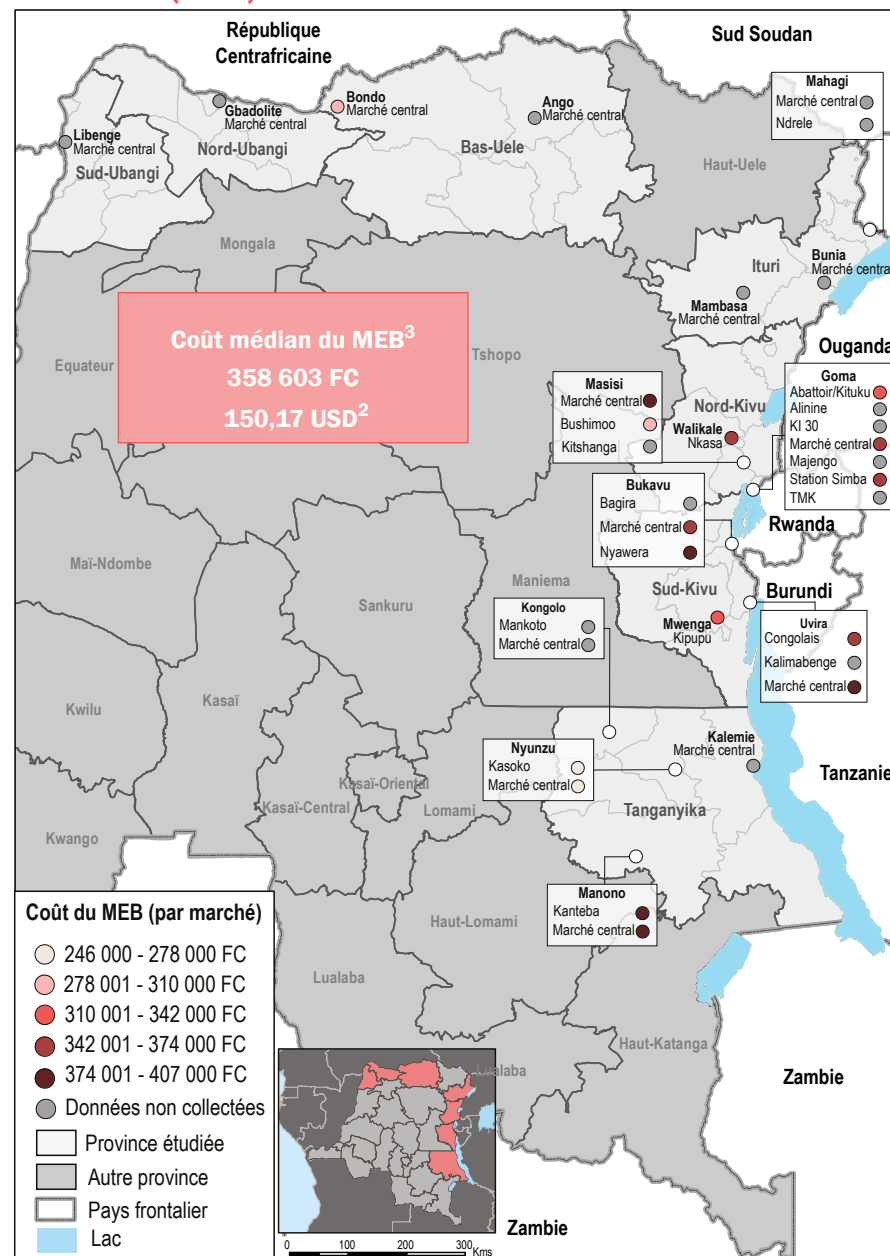 République
Centrafricaine
Sud Soudan
Mahagi
Marché central
Ndrele
Bondo
Marché central
Gbadolite
Marché central
Ango
Marché central
Libenge
Marché central
Nord-Ubangi
Sud-Ubangi
Bas-Uele
Haut-Uele
Mongala
Ituri
Bunia
Marché central
Mambasa
Marché central
Coût médian du MEB3
358 603 FC
150,17 USD2
Equateur
Tshopo
Ouganda
Masisi
Marché central
Bushimoo
Kitshanga
Nord-Kivu
Walikale
Nkasa
Goma
Abattoir/Kituku
Alinine
KI 30
Marché central
Majengo
Station Simba
TMK
Bukavu
Bagira
Marché central
Nyawera
Rwanda
Maï-Ndombe
Maniema
Sankuru
Sud-Kivu
Burundi
Mwenga
Kipupu
Kongolo
Mankoto
Marché central
Uvira
Congolais
Kalimabenge
Marché central
Kwilu
Kasaï
Nyunzu
Kasoko
Marché central
Kalemie
Marché central
Tanzanie
Kasaï-Oriental
Kasaï-Central
Lomami
Tanganyika
Kwango
Manono
Kanteba
Marché central
Haut-Lomami
Lualaba
Haut-Katanga
Lualaba
Zambie
Zambie
Coût du MEB (par marché)
246 000 - 278 000 FC
278 001 - 310 000 FC
310 001 - 342 000 FC
342 001 - 374 000 FC
374 001 - 407 000 FC
Données non collectées
Province étudiée
Autre province
Pays frontalier
Lac
0 100 200 300
Kms